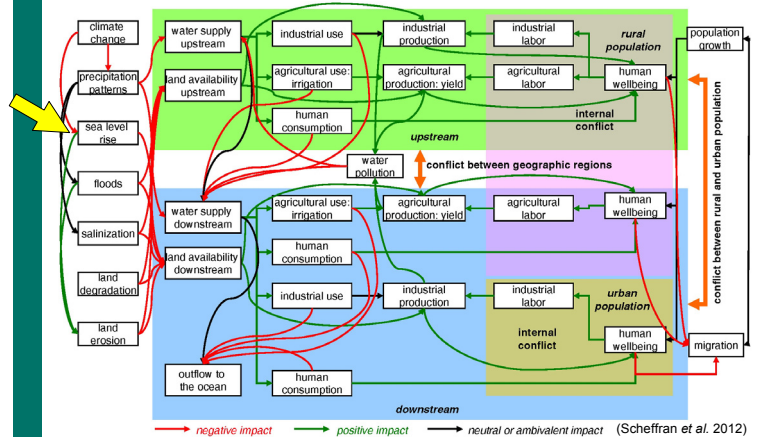 climate
change
precipitation
patterns
sea level
rise
floods
salinization
land
degradation
land
erosion
water supply
upstream
land availability
upstream
industrial use
agricultural use:
irrigation
human
consumption
industrial
production
agricultural
production: yield
industrial
labor
agricultural
labor
rural
population
human
wellbeing
internal
conflict
upstream
population
growth
water
pollution
conflict between geographic regions
conflict between rural and urban population
water supply
downstream
land availability
downstream
outflow to
the ocean
agricultural use:
irrigation
human
consumption
industrial use
human
consumption
agricultural
production: yield
industrial
production
agricultural
labor
industrial
labor
human
wellbeing
urban
population
internal
conflict
human
wellbeing
migration
downstream
negative impact
positive impact
neutral or ambivalent impact
(Scheffran et al. 2012)